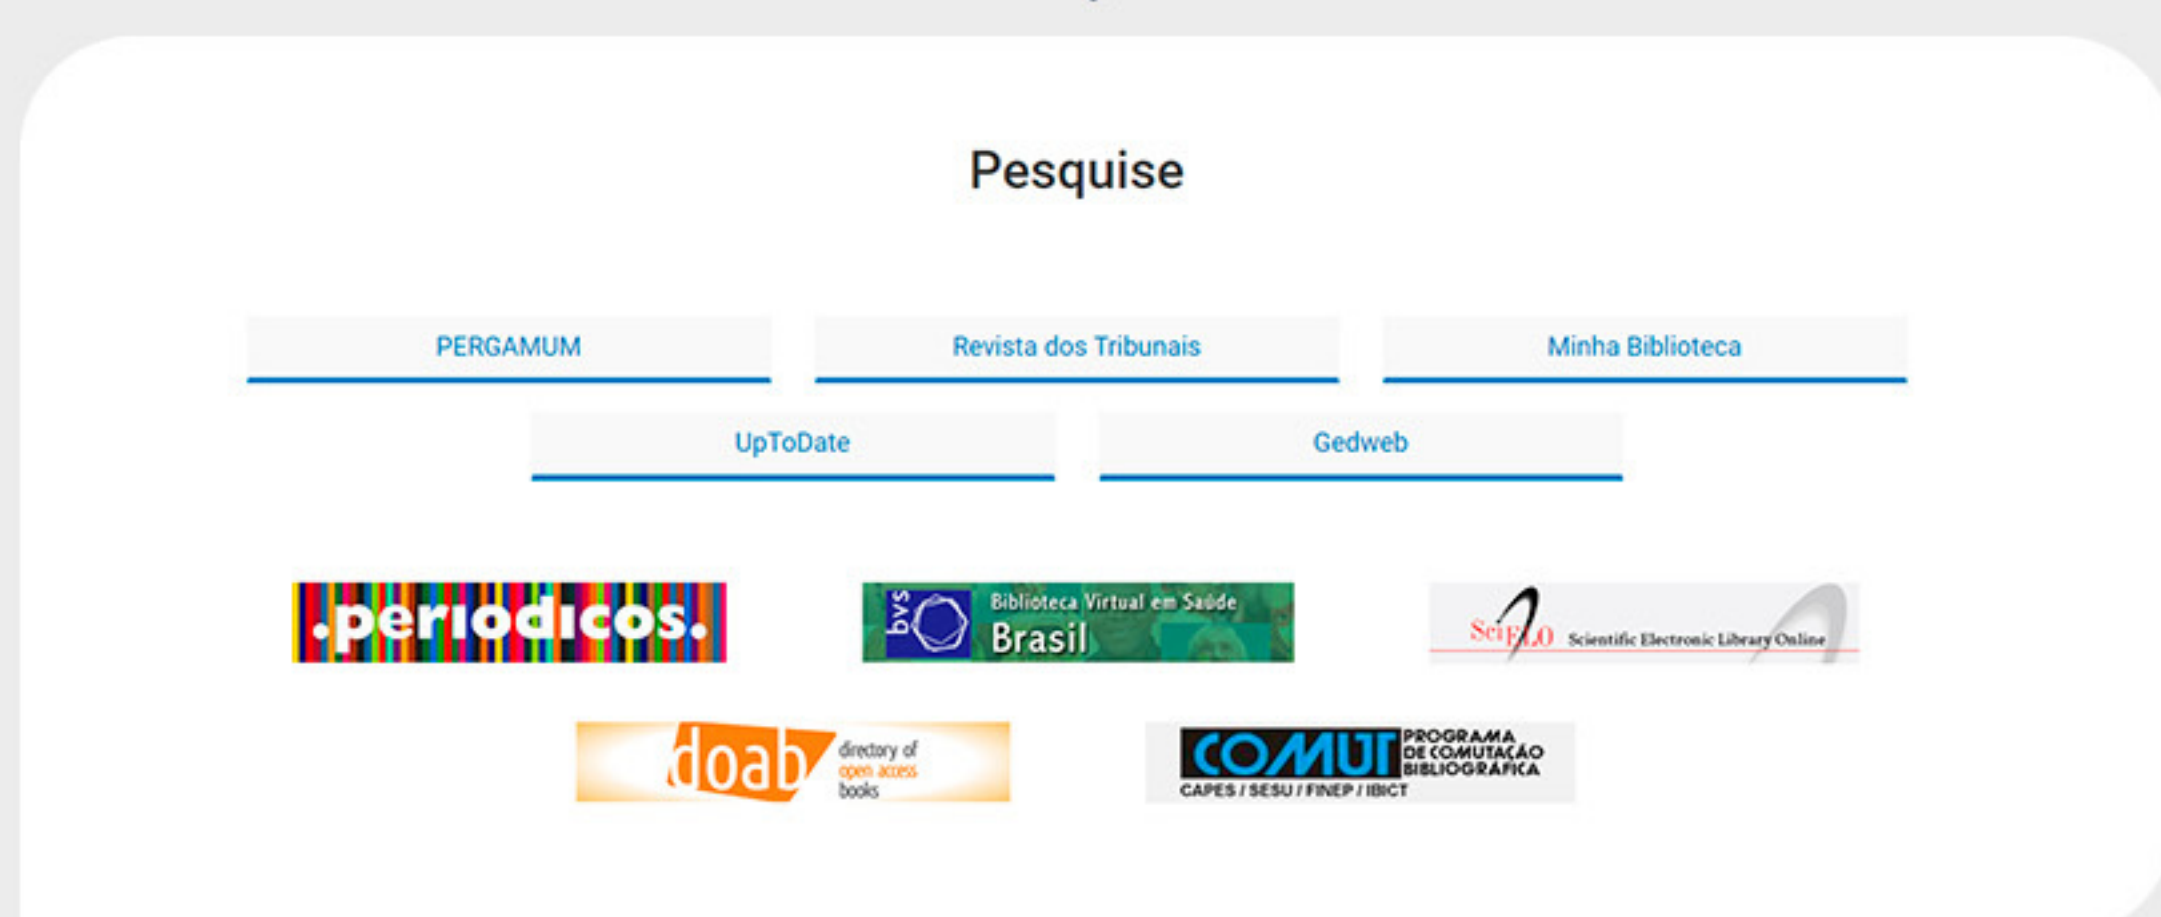 Pesquise
PERGAMUM
Revista dos Tribunais
Minha Biblioteca
UpToDate
Gedweb
.periodicos.
bvs
Biblioteca Virtual em Saúde
Brasil
SciELO Scientific Electronic Library Online
doab
directory of
open access
books
COMUT
PROGRAMA
DE COMUTAÇÃO
BIBLIOGRÁFICA
CAPES / SESU / FINEP / IBICT